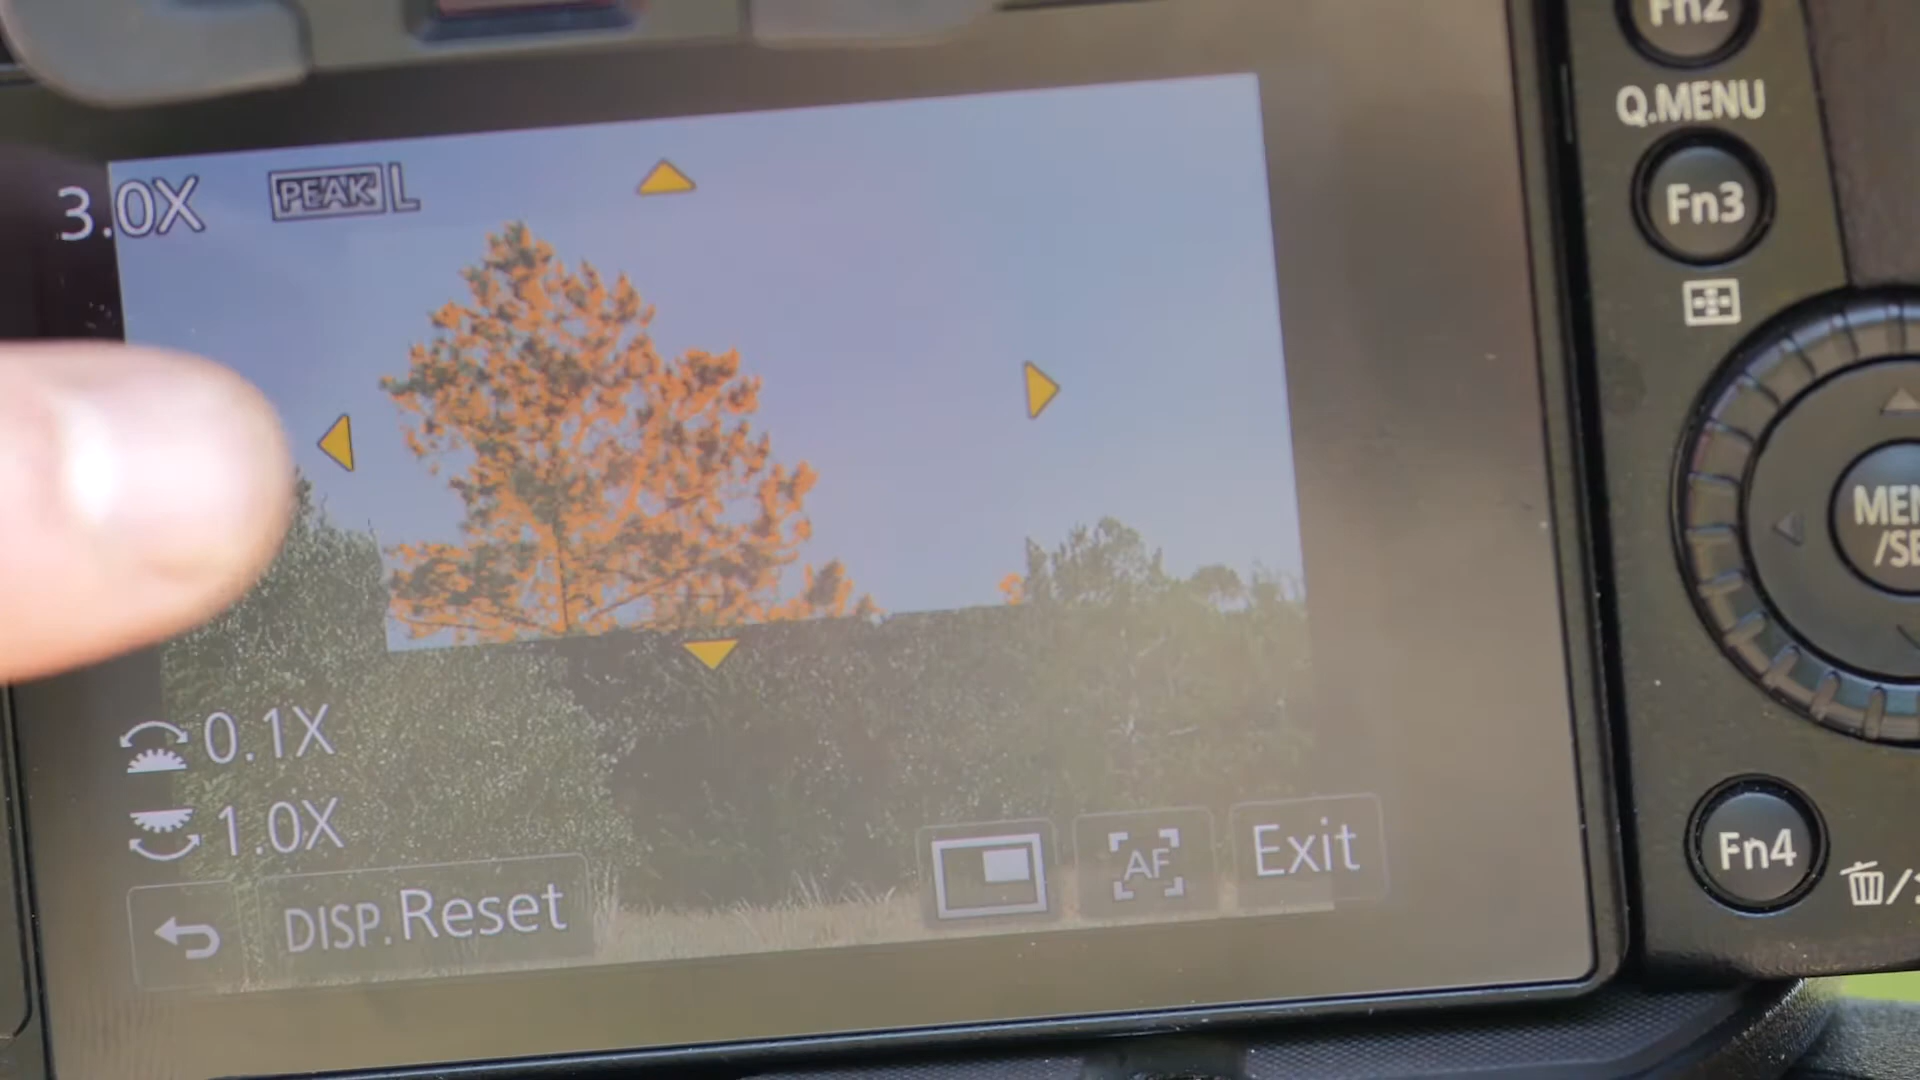 Fn2
Q.MENU
Fn3
3.0X
PEAK L
0.1X
1.0X
DISP. Reset
AF
Exit
Fn4